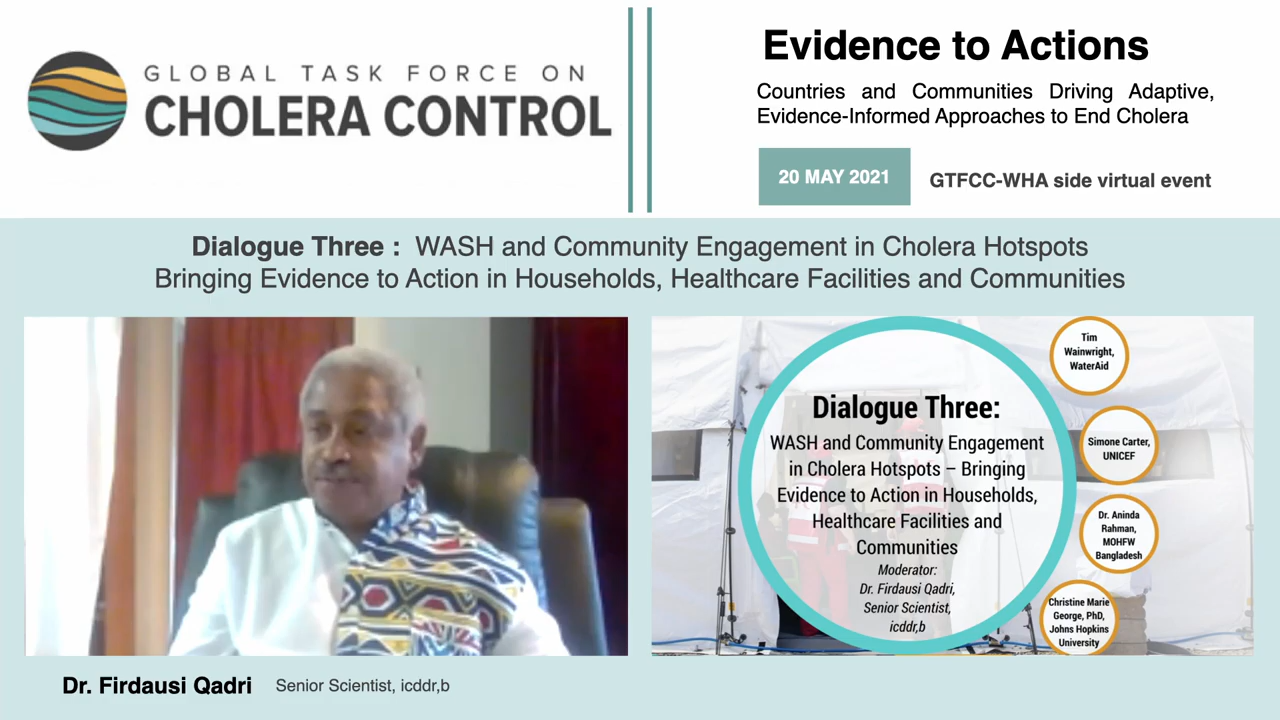 GLOBAL TASK FORCE ON
CHOLERA CONTROL
Evidence to Actions
Countries and Communities Driving Adaptive,
Evidence-Informed Approaches to End Cholera
20 MAY 2021
GTFCC-WHA side virtual event
Dialogue Three : WASH and Community Engagement in Cholera Hotspots
Bringing Evidence to Action in Households, Healthcare Facilities and Communities
Dialogue Three:
WASH and Community Engagement
in Cholera Hotspots – Bringing
Evidence to Action in Households,
Healthcare Facilities and
Communities
Moderator:
Dr. Firdausi Qadri,
Senior Scientist,
icddr,b
Tim
Wainwright,
WaterAid
Simone Carter,
UNICEF
Dr. Aninda
Rahman,
MOHFW
Bangladesh
Christine Marie
George, PhD,
Johns Hopkins
University
Dr. Firdausi Qadri
Senior Scientist, icddr,b